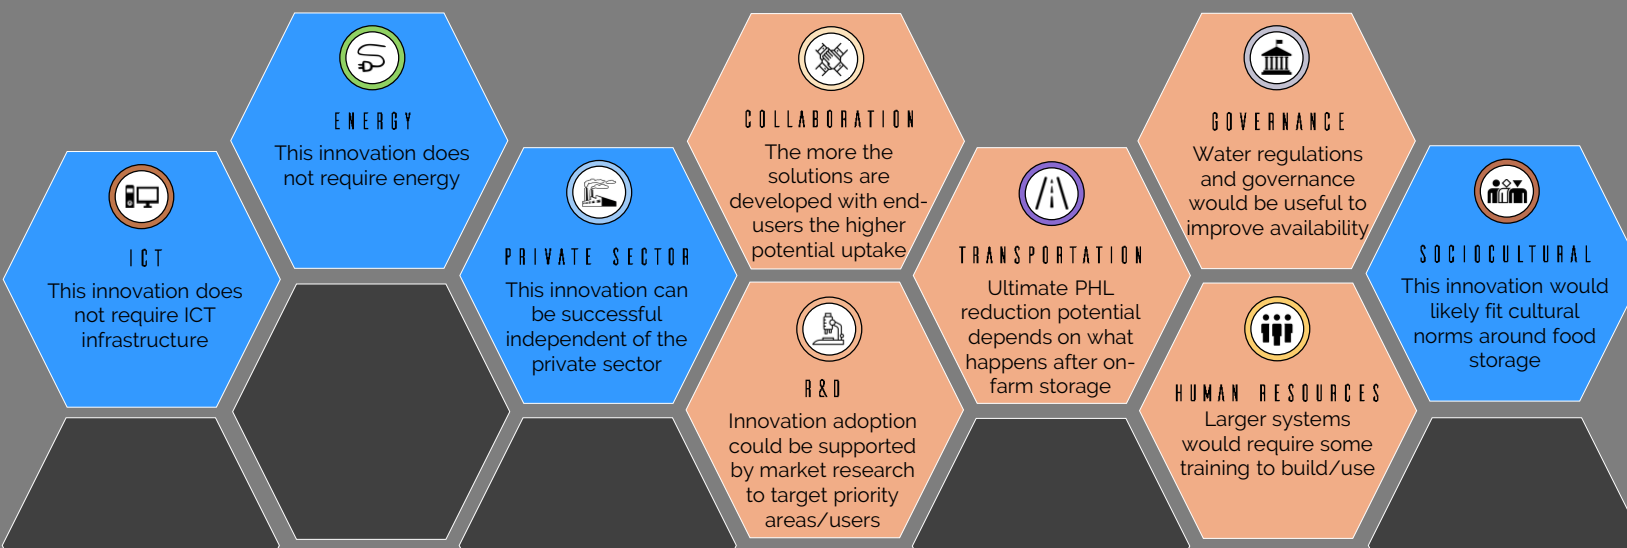 ICT
This innovation does
not require ICT
infrastructure
ENERGY
This innovation does
not require energy
PRIVATE SECTOR
This innovation can
be successful
independent of the
private sector
COLLABORATION
The more the
solutions are
developed with end-
users the higher
potential uptake
R&D
Innovation adoption
could be supported
by market research
to target priority
areas/users
TRANSPORTATION
Ultimate PHL
reduction potential
depends on what
happens after on-
farm storage
GOVERNANCE
Water regulations
and governance
would be useful to
improve availability
HUMAN RESOURCES
Larger systems
would require some
training to build/use
SOCIOCULTURAL
This innovation would
likely fit cultural
norms around food
storage